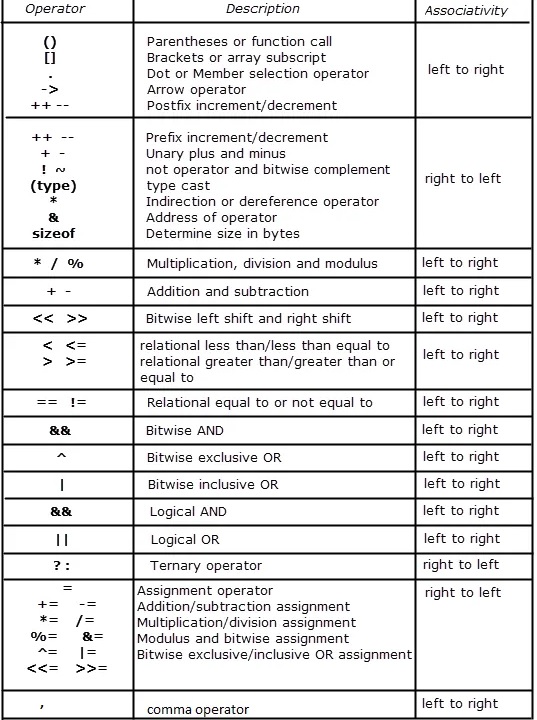 Operator Description Associativity
() Parentheses or function call
[] Brackets or array subscript
. Dot or Member selection operator left to right
-> Arrow operator
++ -- Postfix increment/decrement
++ -- Prefix increment/decrement
+ - Unary plus and minus
! ~ not operator and bitwise complement
(type) type cast right to left
* Indirection or dereference operator
& Address of operator
sizeof Determine size in bytes
* / % Multiplication, division and modulus left to right
+ - Addition and subtraction left to right
<< >> Bitwise left shift and right shift left to right
< <= relational less than/less than equal to left to right
> >= relational greater than/greater than or
equal to
== != Relational equal to or not equal to left to right
&& Bitwise AND left to right
^ Bitwise exclusive OR left to right
| Bitwise inclusive OR left to right
&& Logical AND left to right
|| Logical OR left to right
? : Ternary operator right to left
= Assignment operator right to left
+= -= Addition/subtraction assignment
*= /= Multiplication/division assignment
%= &= Modulus and bitwise assignment
^= |= Bitwise exclusive/inclusive OR assignment
<<= >>=
, comma operator left to right